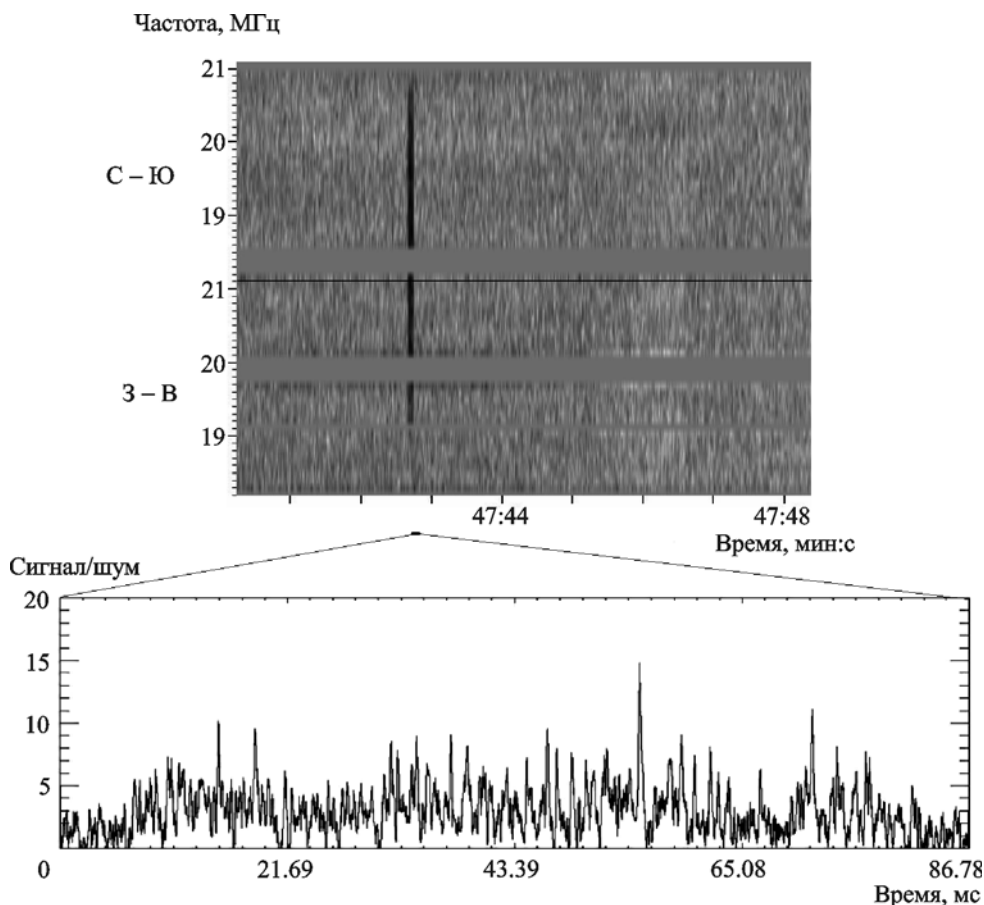 Частота, МГц
21
20
С – Ю
19
21
20
З – В
19
47:44
47:48
Время, мин:с
Сигнал/шум
20
15
10
5
0
21.69
43.39
65.08
86.78
Время, мс